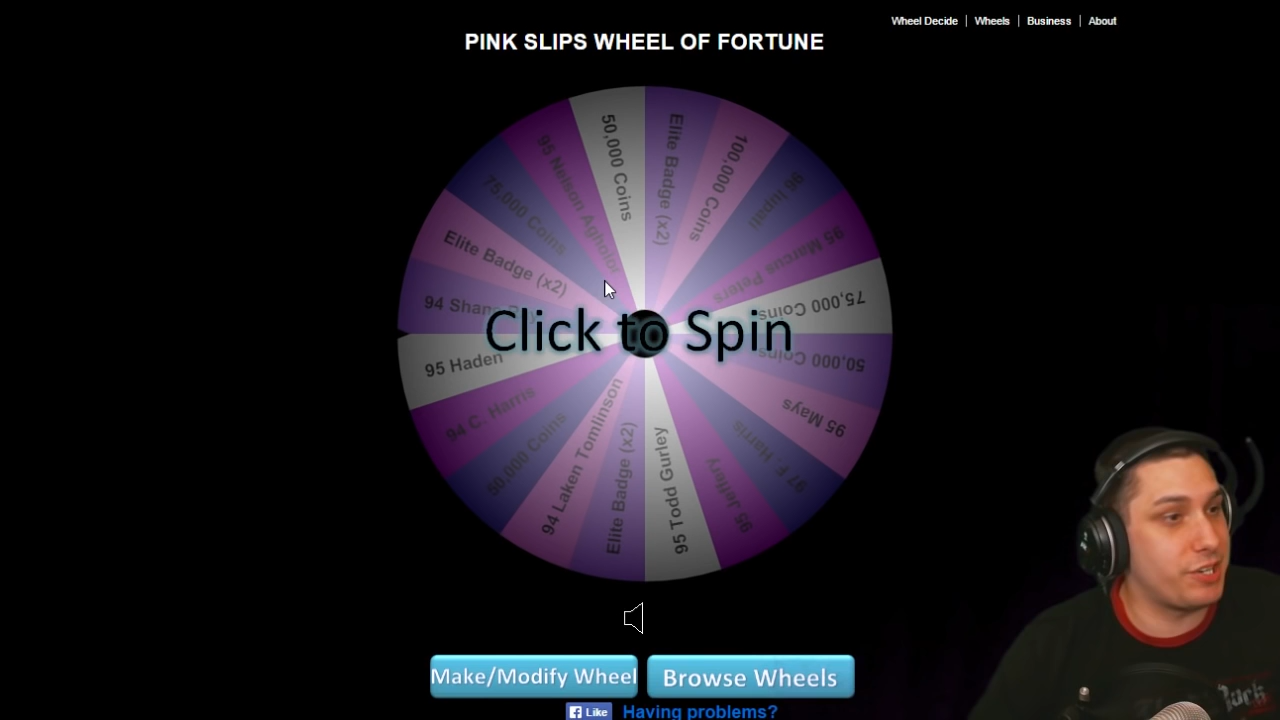 Wheel Decide | Wheels | Business | About
PINK SLIPS WHEEL OF FORTUNE
50,000 Coins
Elite Badge (x2)
100,000 Coins
96 Iupati
95 Marcus Peters
75,000 Coins
50,000 Coins
95 Mays
97 F. Harris
95 Jeffery
95 Todd Gurley
Elite Badge (x2)
94 Laken Tomlinson
50,000 Coins
94 C. Harris
95 Haden
94 Shane
Elite Badge (x2)
75,000 Coins
95 Nelson Agholor
Click to Spin
Make/Modify Wheel
Browse Wheels
Like
Having problems?